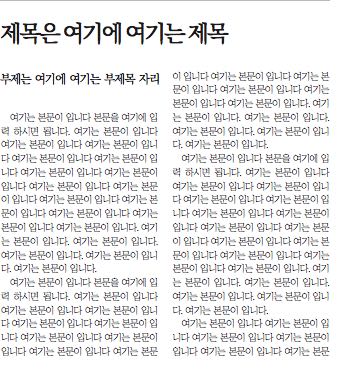 제목은 여기에 여기는 제목
부제는 여기에 여기는 부제목 자리
여기는 본문이 입니다 본문을 여기에 입
력 하시면 됩니다. 여기는 본문이 입니다
여기는 본문이 입니다 여기는 본문이 입니
다 여기는 본문이 입니다 여기는 본문이 입
니다 여기는 본문이 입니다 여기는 본문이
입니다 여기는 본문이 입니다 여기는 본문
이 입니다 여기는 본문이 입니다 여기는 본
문이 입니다 여기는 본문이 입니다 여기는
본문이 입니다 여기는 본문이 입니다. 여기
는 본문이 입니다. 여기는 본문이 입니다.
여기는 본문이 입니다. 여기는 본문이 입니
다. 여기는 본문이 입니다.
여기는 본문이 입니다 본문을 여기에 입
력 하시면 됩니다. 여기는 본문이 입니다
여기는 본문이 입니다 여기는 본문이 입니
다 여기는 본문이 입니다 여기는 본문이 입
니다 여기는 본문이 입니다 여기는 본문이
입니다 여기는 본문이 입니다 여기는 본문
이 입니다 여기는 본문이 입니다 여기는 본
문이 입니다 여기는 본문이 입니다 여기는
본문이 입니다 여기는 본문이 입니다. 여기
는 본문이 입니다. 여기는 본문이 입니다.
여기는 본문이 입니다. 여기는 본문이 입니
다. 여기는 본문이 입니다.
여기는 본문이 입니다 본문을 여기에 입
력 하시면 됩니다. 여기는 본문이 입니다
여기는 본문이 입니다 여기는 본문이 입니
다 여기는 본문이 입니다 여기는 본문이 입
니다 여기는 본문이 입니다 여기는 본문이
입니다 여기는 본문이 입니다 여기는 본문
이 입니다 여기는 본문이 입니다 여기는 본
문이 입니다 여기는 본문이 입니다 여기는
본문이 입니다 여기는 본문이 입니다. 여기
는 본문이 입니다. 여기는 본문이 입니다.
여기는 본문이 입니다. 여기는 본문이 입니
다. 여기는 본문이 입니다.
여기는 본문이 입니다 여기는 본문이 입
니다 여기는 본문이 입니다 여기는 본문이
입니다 여기는 본문이 입니다 여기는 본문